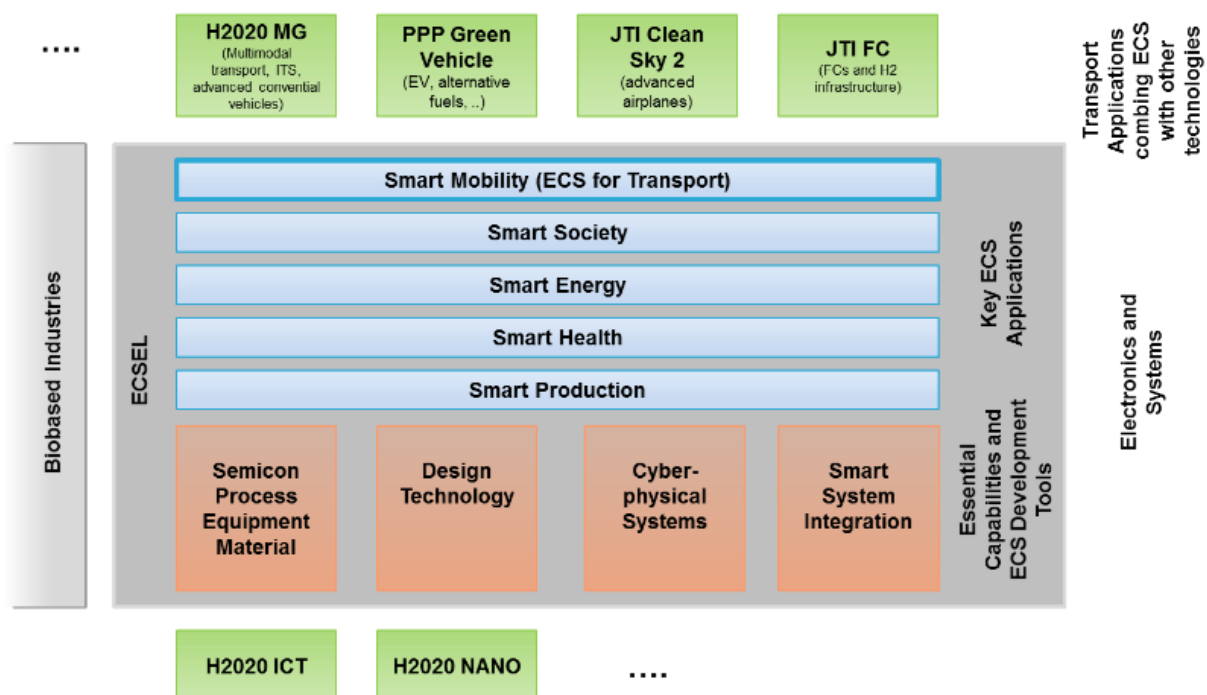 ....
H2020 MG
(Multimodal
transport, ITS,
advanced convential
vehicles)
PPP Green
Vehicle
(EV, alternative
fuels, ..)
JTI Clean
Sky 2
(advanced
airplanes)
JTI FC
(FCs and H2
infrastructure)
Transport
Applications
combing ECS
with other
technologies
Biobased Industries
ECSEL
Smart Mobility (ECS for Transport)
Smart Society
Smart Energy
Smart Health
Smart Production
Key ECS
Applications
Semicon
Process
Equipment
Material
Design
Technology
Cyber-
physical
Systems
Smart
System
Integration
Essential
Capabilities and
ECS Development
Tools
Electronics and
Systems
H2020 ICT
H2020 NANO
....